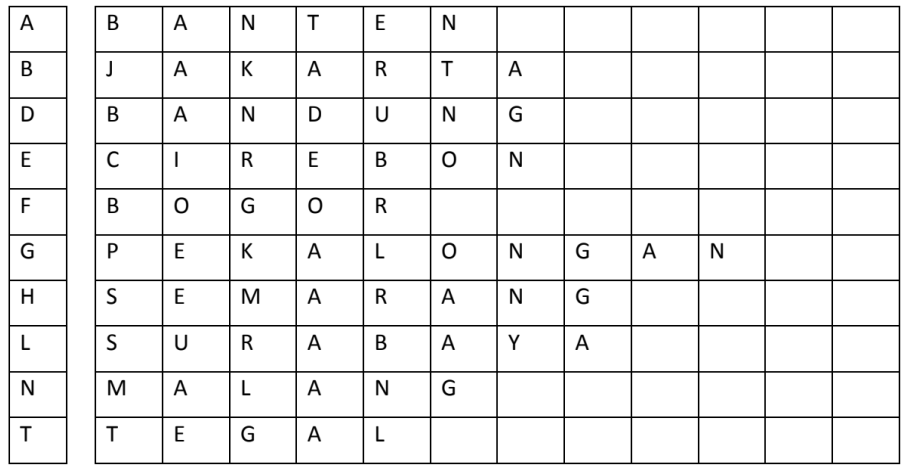 A B A N T E N
B J A K A R T A
D B A N D U N G
E C I R E B O N
F B O G O R
G P E K A L O N G A N
H S E M A R A N G
L S U R A B A Y A
N M A L A N G
T T E G A L